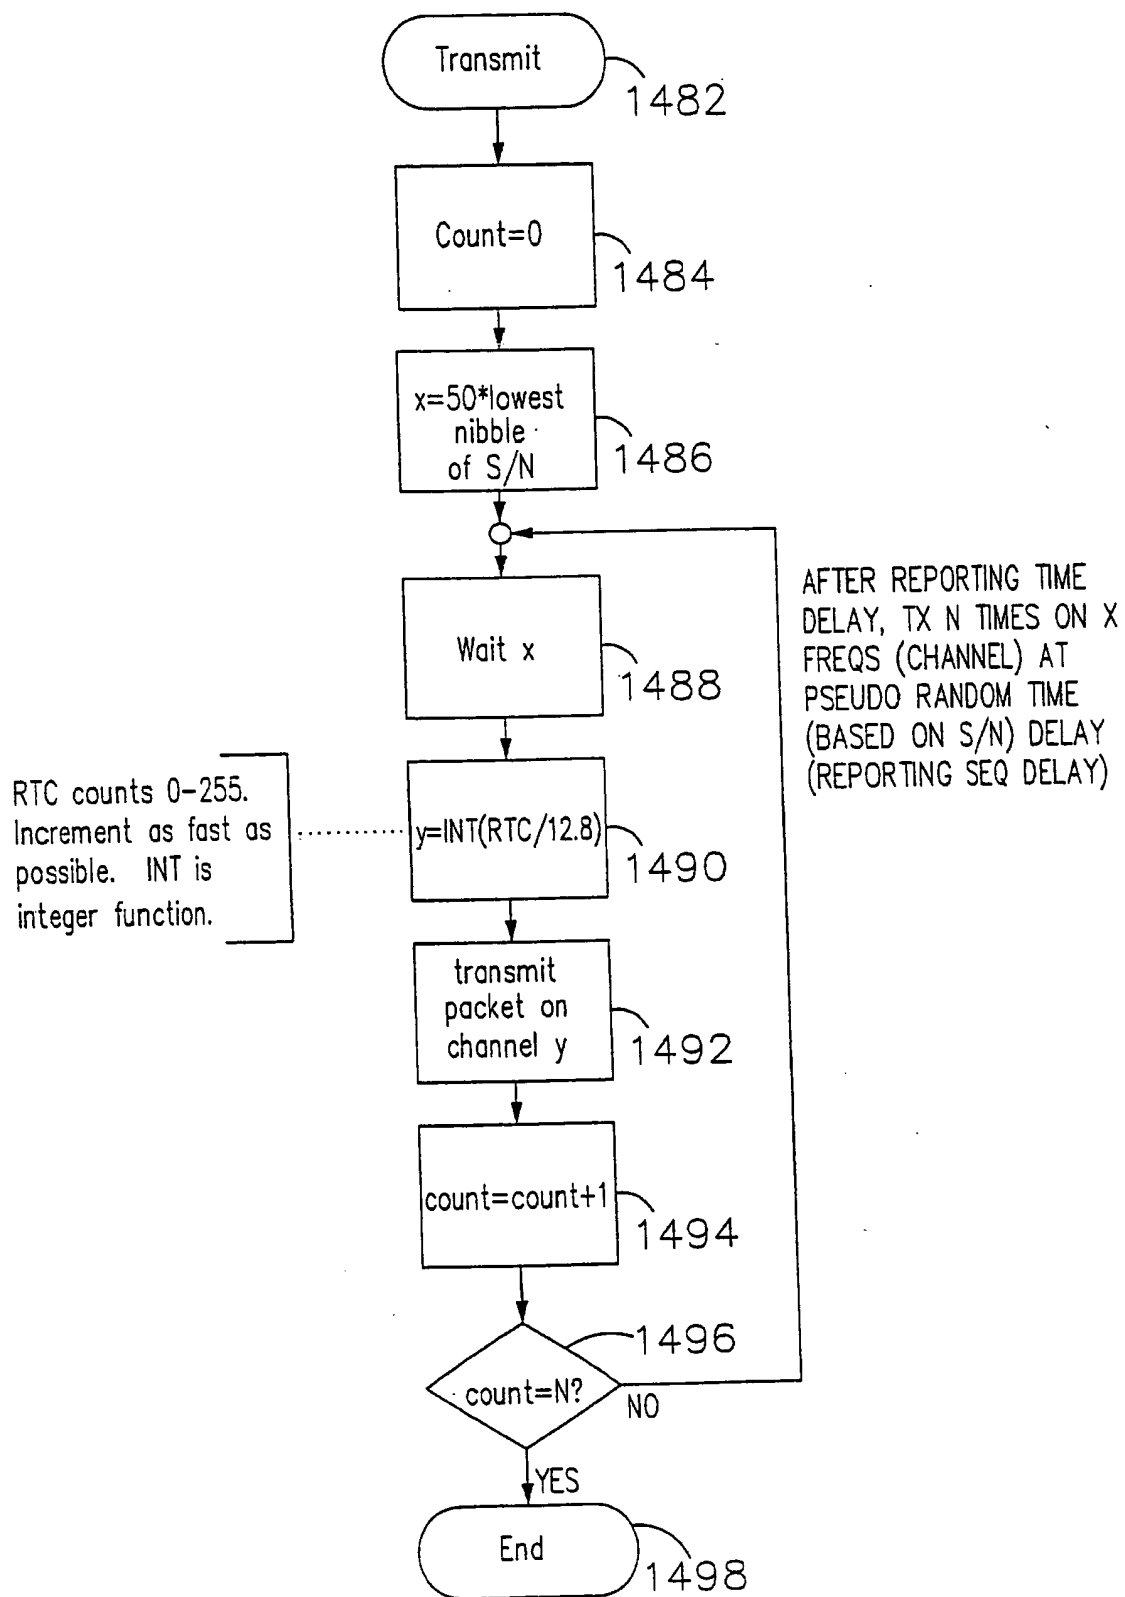 Transmit
1482
Count=0
1484
x=50*lowest
nibble
of S/N
1486
Wait x
1488
AFTER REPORTING TIME
DELAY, TX N TIMES ON X
FREQS (CHANNEL) AT
PSEUDO RANDOM TIME
(BASED ON S/N) DELAY
(REPORTING SEQ DELAY)
RTC counts 0-255.
Increment as fast as
possible. INT is
integer function.
y=INT(RTC/12.8)
1490
transmit
packet on
channel y
1492
count=count+1
1494
1496
count=N?
NO
YES
End
1498